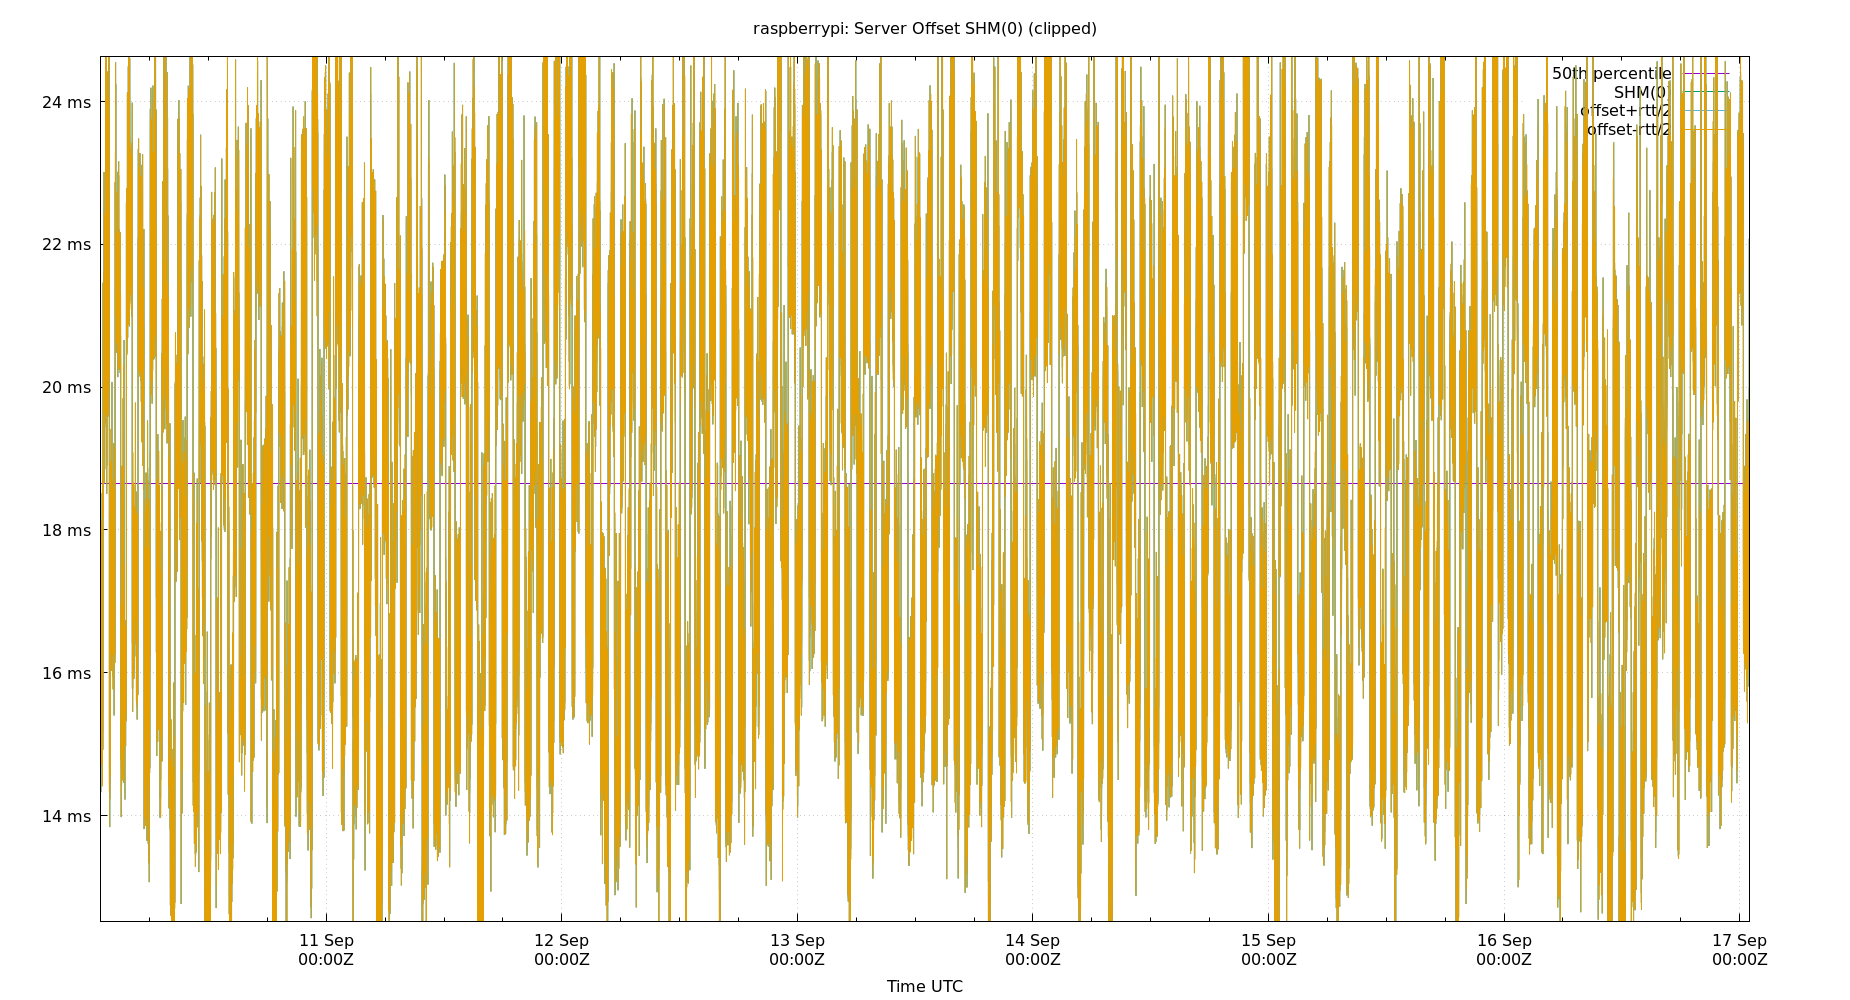 raspberrypi: Server Offset SHM(0) (clipped)
50th percentile
SHM(0)
offset+rtt/2
offset-rtt/2
24 ms
22 ms
20 ms
18 ms
16 ms
14 ms
11 Sep
00:00Z
12 Sep
00:00Z
13 Sep
00:00Z
14 Sep
00:00Z
15 Sep
00:00Z
16 Sep
00:00Z
17 Sep
00:00Z
Time UTC